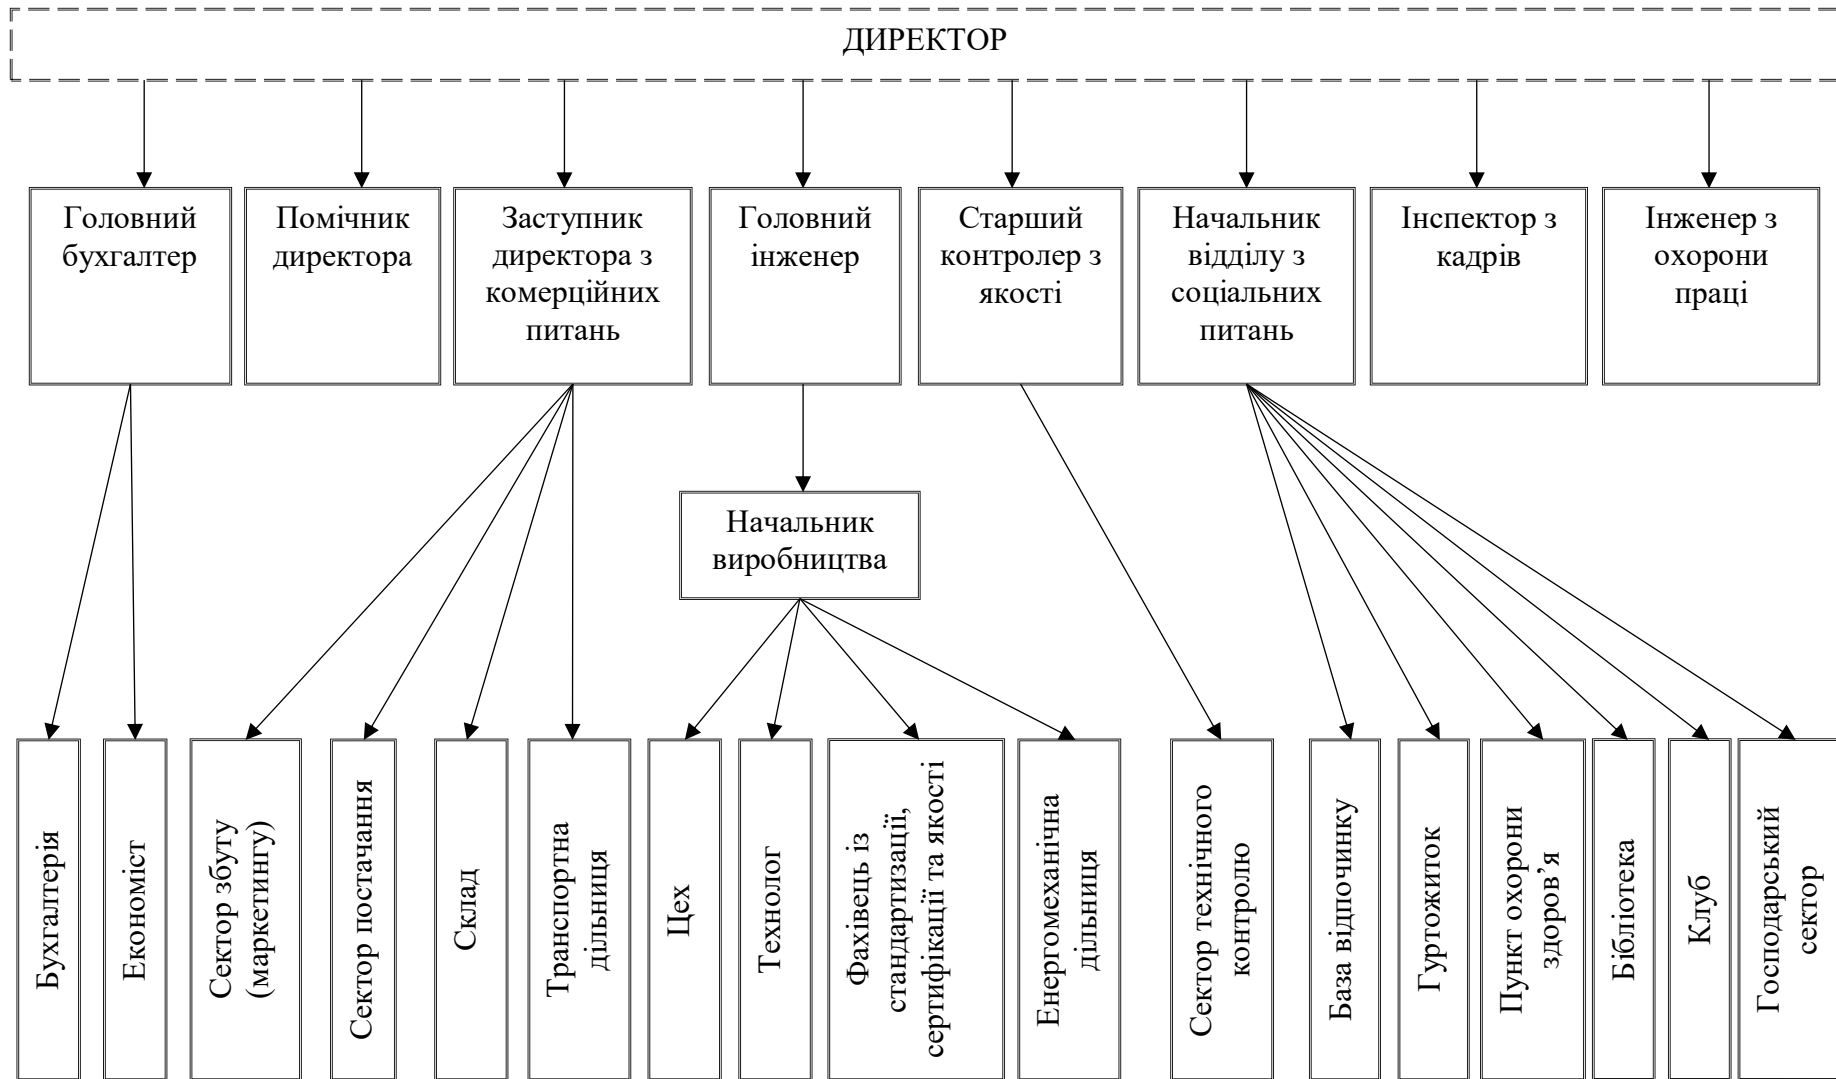 ДИРЕКТОР
Головний
бухгалтер
Помічник
директора
Заступник
директора з
комерційних
питань
Головний
інженер
Старший
контролер з
якості
Начальник
відділу з
соціальних
питань
Інспектор з
кадрів
Інженер з
охорони
праці
Начальник
виробництва
Бухгалтерія
Економіст
Сектор збуту
(маркетингу)
Сектор постачання
Склад
Транспортна
дільниця
Цех
Технолог
Фахівець із
стандартизації,
сертифікації та якості
Енергомеханічна
дільниця
Сектор технічного
контролю
База відпочинку
Гуртожиток
Пункт охорони
здоров’я
Бібліотека
Клуб
Господарський
сектор